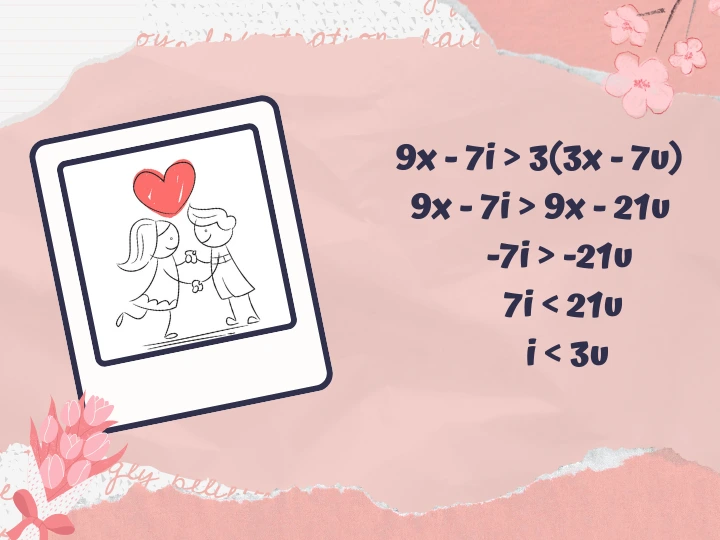 9x - 7i > 3(3x - 7u)
9x - 7i > 9x - 21u
-7i > -21u
7i < 21u
i < 3u